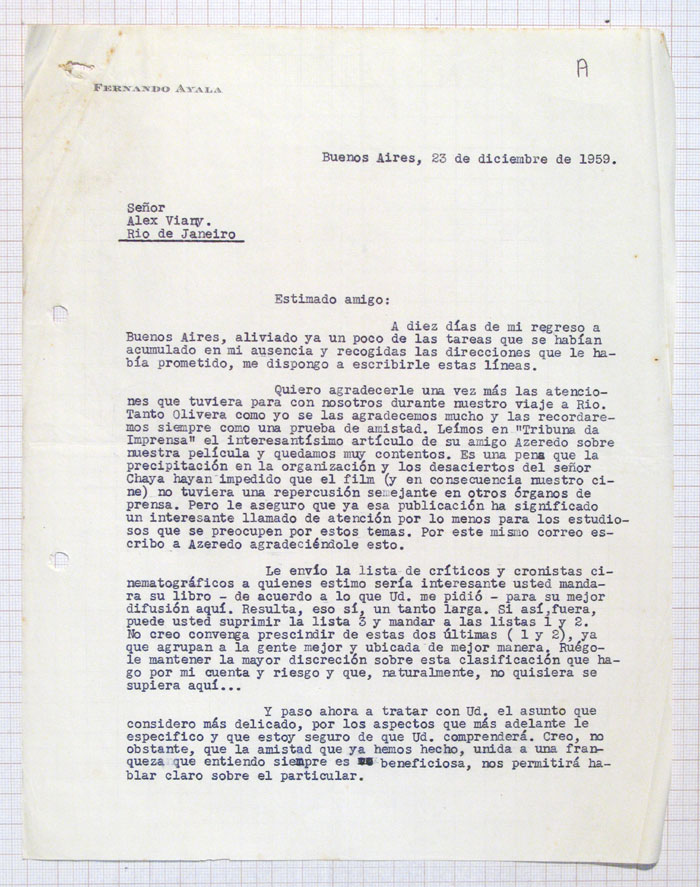 A
FERNANDO AYALA
Buenos Aires, 23 de diciembre de 1959.
Señor
Alex Viany.
Rio de Janeiro
Estimado amigo:
A diez días de mi regreso a
Buenos Aires, aliviado ya un poco de las tareas que se habían
acumulado en mi ausencia y recogidas las direcciones que le ha-
bía prometido, me dispongo a escribirle estas líneas.
Quiero agradecerle una vez más las atencio-
nes que tuviera para con nosotros durante nuestro viaje a Rio.
Tanto Olivera como yo se las agradecemos mucho y las recordare-
mos siempre como una prueba de amistad. Leímos en "Tribuna da
Imprensa" el interesantísimo artículo de su amigo Azeredo sobre
nuestra película y quedamos muy contentos. Es una pena que la
precipitación en la organización y los desaciertos del señor
Chaya hayan impedido que el film (y en consecuencia nuestro ci-
ne) no tuviera una repercusión semejante en otros órganos de
prensa. Pero le aseguro que ya esa publicación ha significado
un interesante llamado de atención por lo menos para los estudio-
sos que se preocupen por estos temas. Por este mismo correo es-
cribo a Azeredo agradeciéndole esto.
Le envío la lista de críticos y cronistas ci-
nematográficos a quienes estimo sería interesante usted manda-
ra su libro - de acuerdo a lo que Ud. me pidió - para su mejor
difusión aquí. Resulta, eso sí, un tanto larga. Si así fuera,
puede usted suprimir la lista 3 y mandar a las listas 1 y 2.
No creo convenga prescindir de estas dos últimas ( 1 y 2), ya
que agrupan a la gente mejor y ubicada de mejor manera. Ruégo-
le mantener la mayor discreción sobre esta clasificación que ha-
go por mi cuenta y riesgo y que, naturalmente, no quisiera se
supiera aquí...
Y paso ahora a tratar con Ud. el asunto que
considero más delicado, por los aspectos que más adelante le
especifico y que estoy seguro de que Ud. comprenderá. Creo, no
obstante, que la amistad que ya hemos hecho, unida a una fran-
queza que entiendo siempre es beneficiosa, nos permitirá ha-
blar claro sobre el particular.